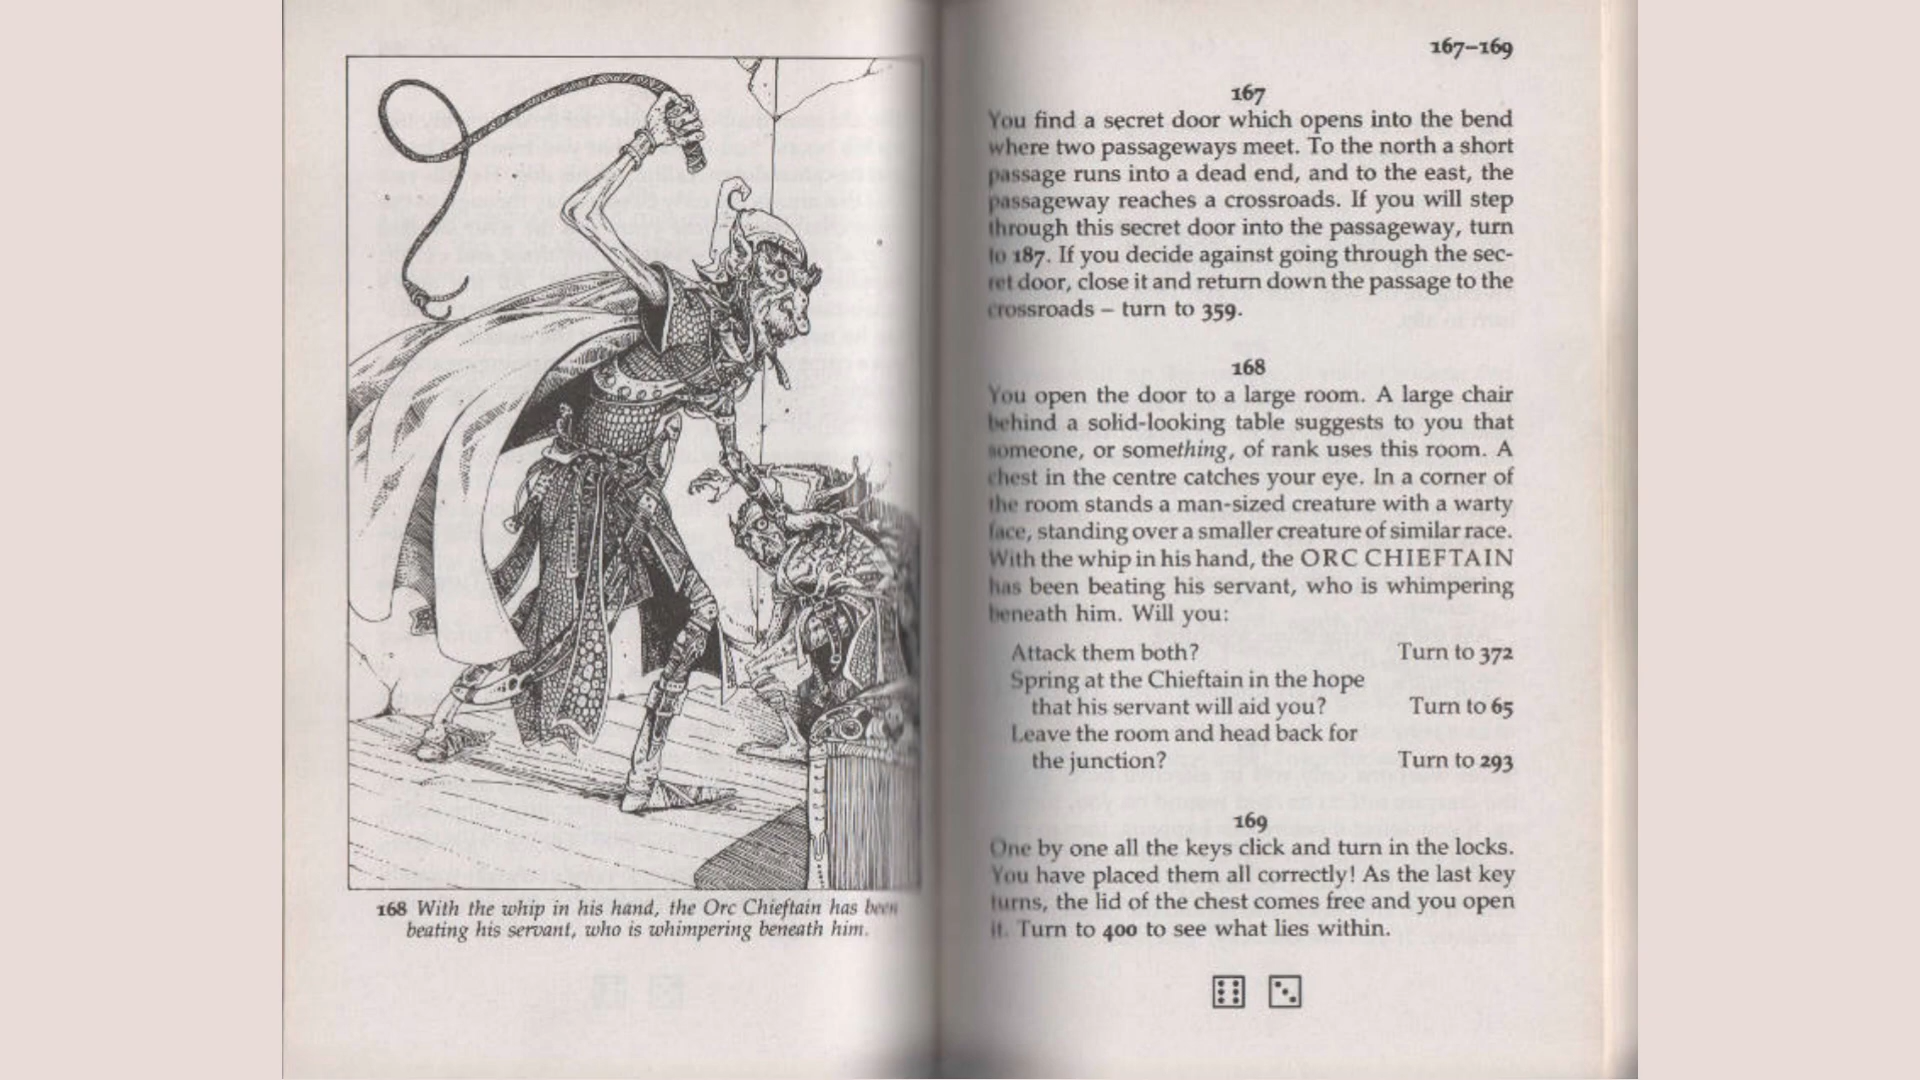 168 With the whip in his hand, the Orc Chieftain has been
beating his servant, who is whimpering beneath him.
167–169
167
You find a secret door which opens into the bend
where two passageways meet. To the north a short
passage runs into a dead end, and to the east, the
passageway reaches a crossroads. If you will step
through this secret door into the passageway, turn
to 187. If you decide against going through the sec-
ret door, close it and return down the passage to the
crossroads – turn to 359.
168
You open the door to a large room. A large chair
behind a solid-looking table suggests to you that
someone, or something, of rank uses this room. A
chest in the centre catches your eye. In a corner of
the room stands a man-sized creature with a warty
face, standing over a smaller creature of similar race.
With the whip in his hand, the ORC CHIEFTAIN
has been beating his servant, who is whimpering
beneath him. Will you:
Attack them both? Turn to 372
Spring at the Chieftain in the hope
that his servant will aid you? Turn to 65
Leave the room and head back for
the junction? Turn to 293
169
One by one all the keys click and turn in the locks.
You have placed them all correctly! As the last key
turns, the lid of the chest comes free and you open
it. Turn to 400 to see what lies within.